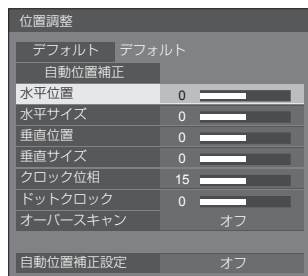 位置調整
デフォルト デフォルト
自動位置補正
水平位置 0
水平サイズ 0
垂直位置 0
垂直サイズ 0
クロック位相 15
ドットクロック 0
オーバースキャン オフ
自動位置補正設定 オフ